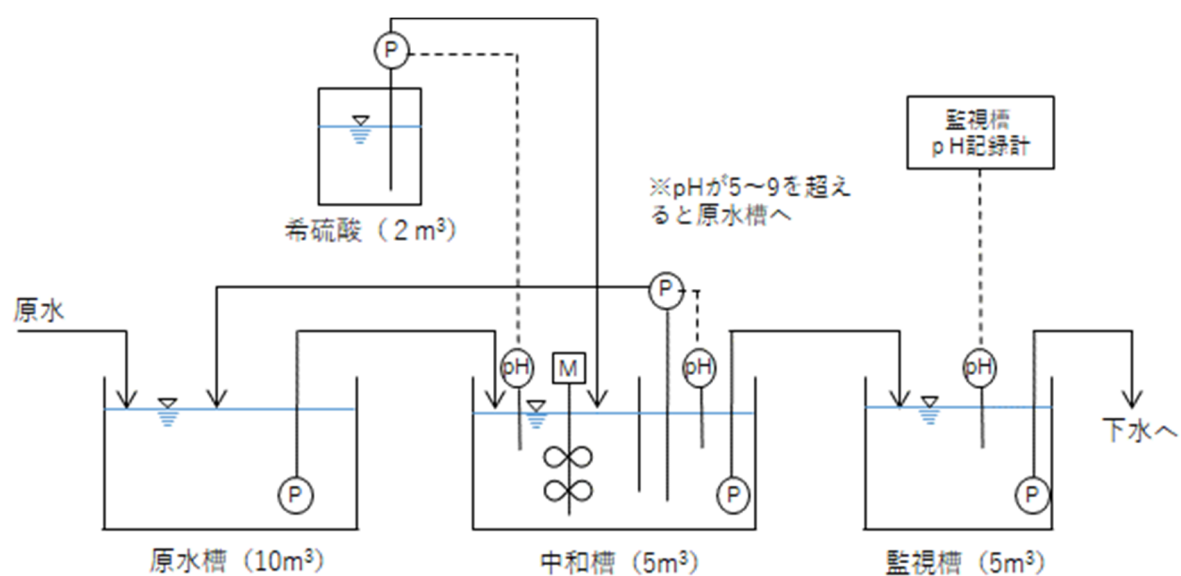 P
監視槽
ｐH記録計
※pHが5～9を超え
ると原水槽へ
希硫酸（２m³）
P
原水
pH
M
pH
pH
下水へ
P
P
P
原水槽（10m³）
中和槽（5m³）
監視槽（5m³）